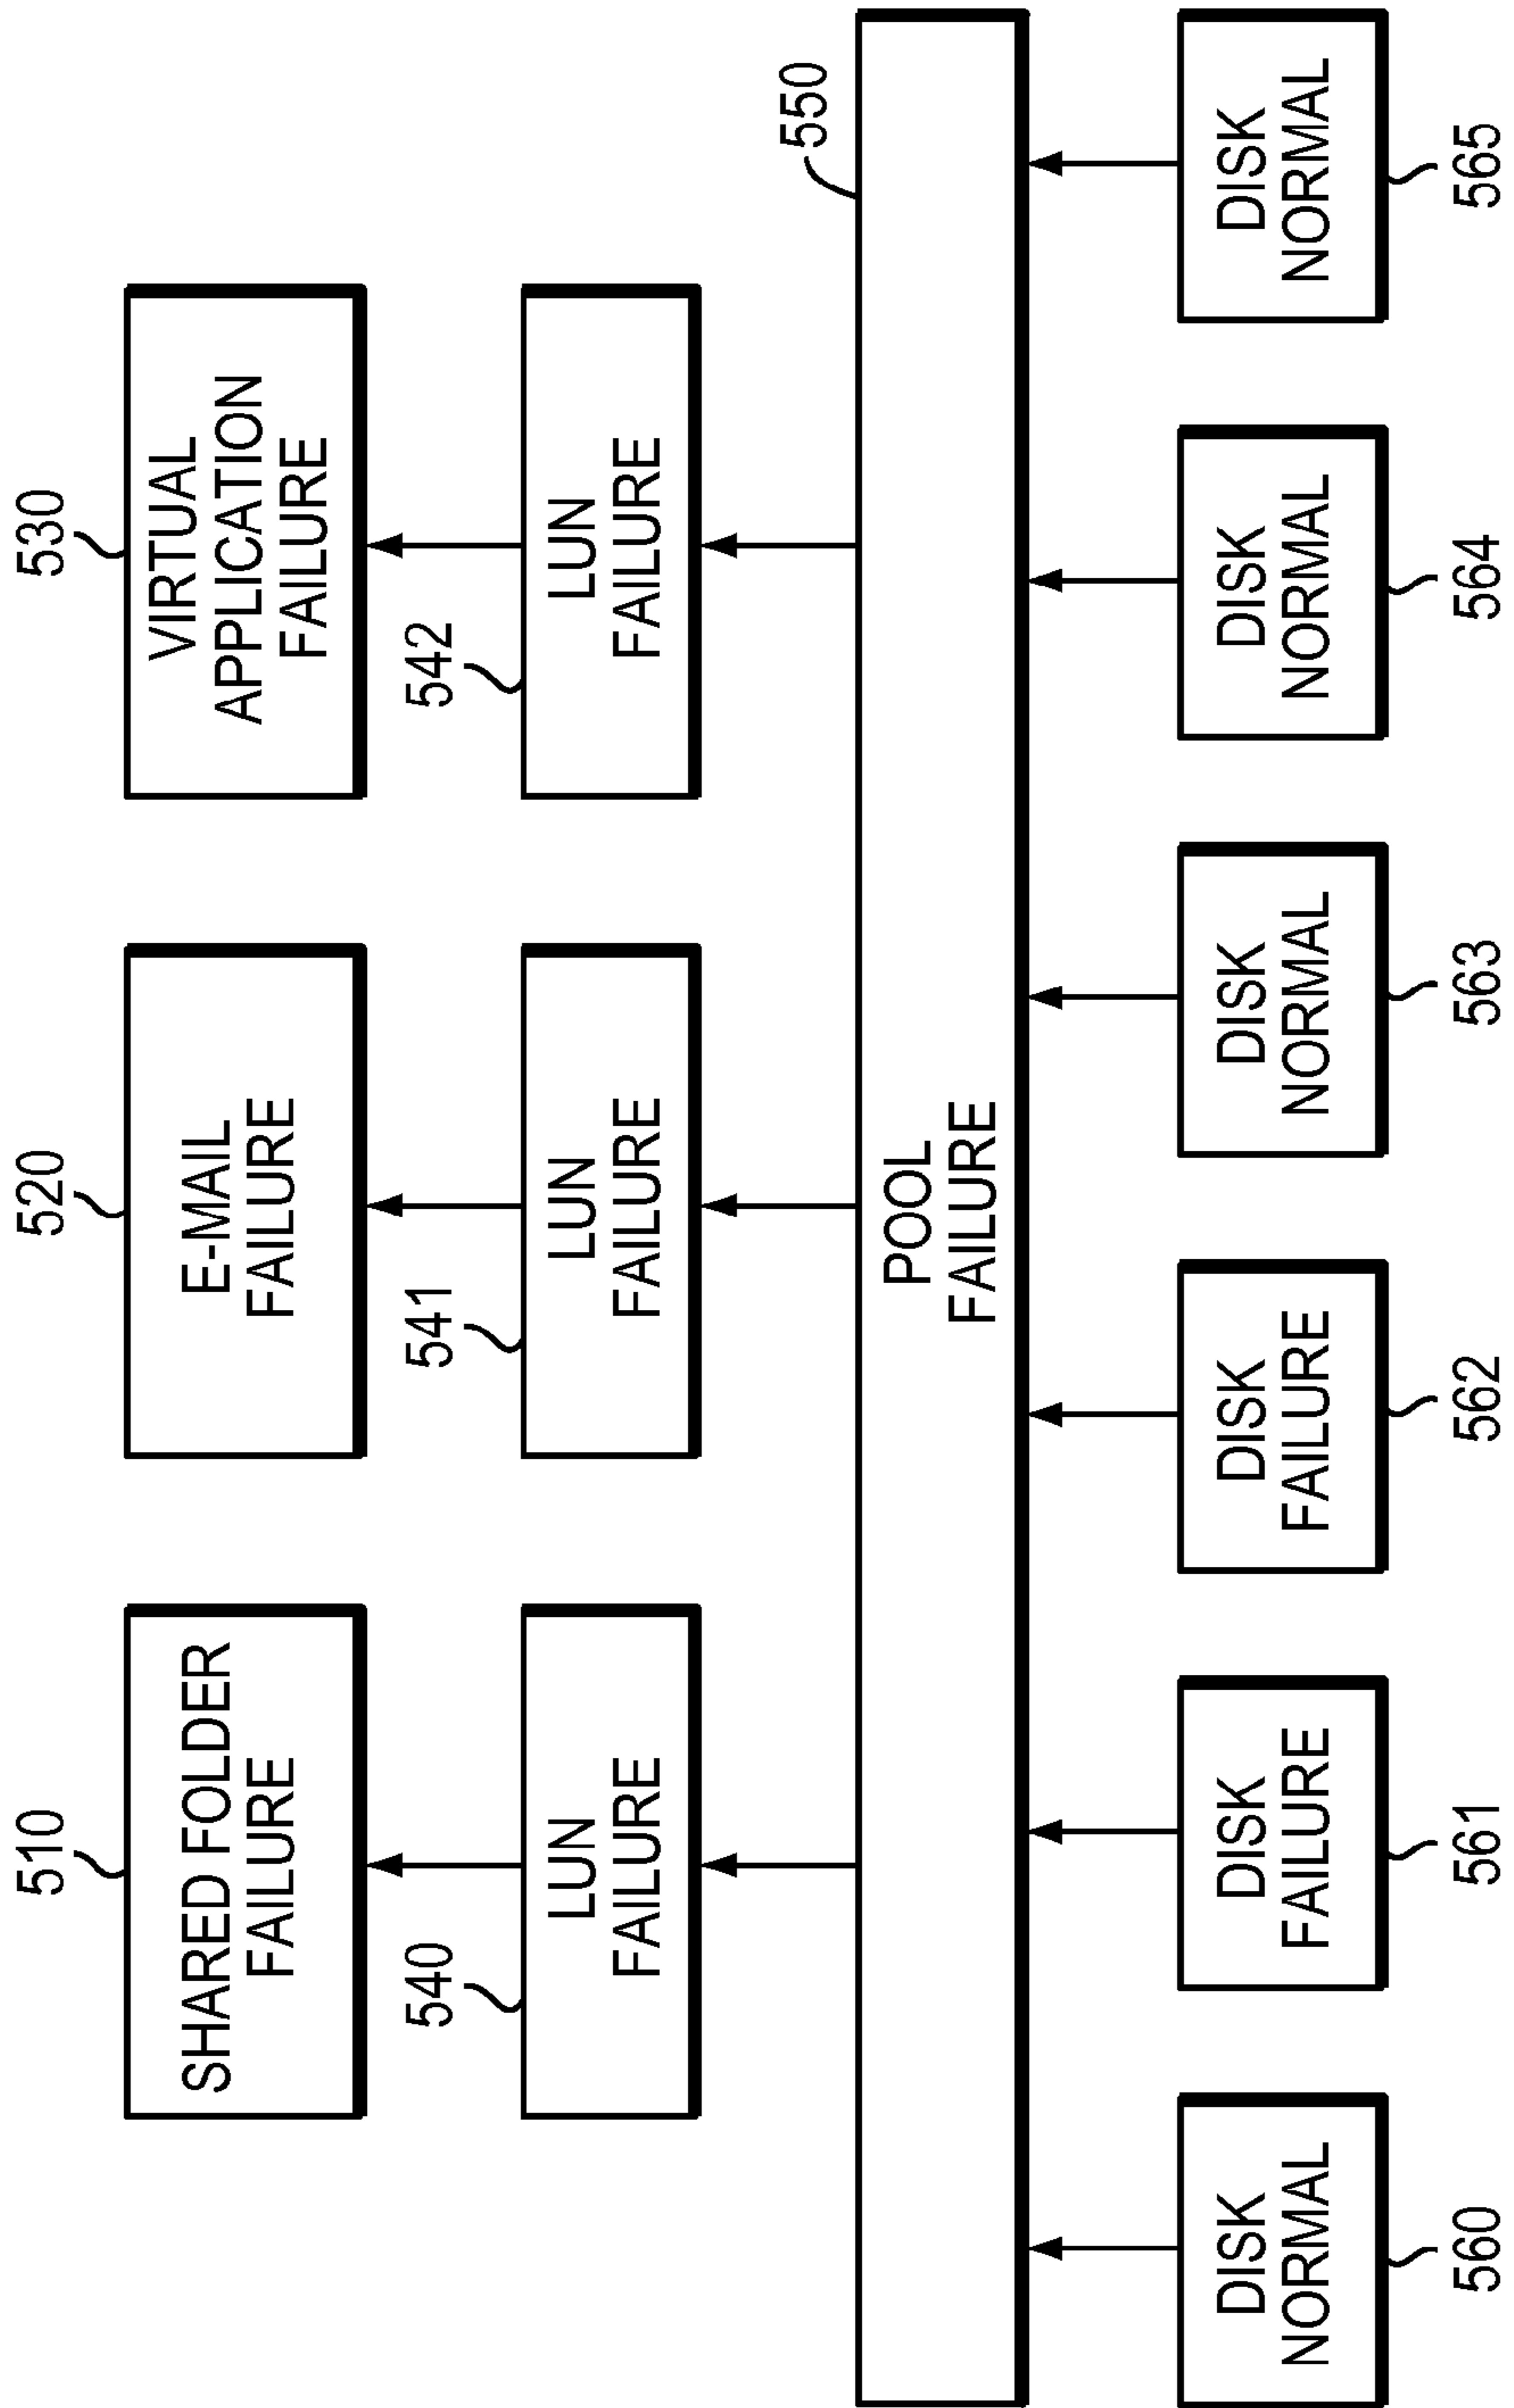 510
520
530
SHARED FOLDER
FAILURE
E-MAIL
FAILURE
VIRTUAL
APPLICATION
FAILURE
540
541
542
LUN
FAILURE
LUN
FAILURE
LUN
FAILURE
550
POOL
FAILURE
DISK
NORMAL
DISK
FAILURE
DISK
FAILURE
DISK
NORMAL
DISK
NORMAL
DISK
NORMAL
560
561
562
563
564
565